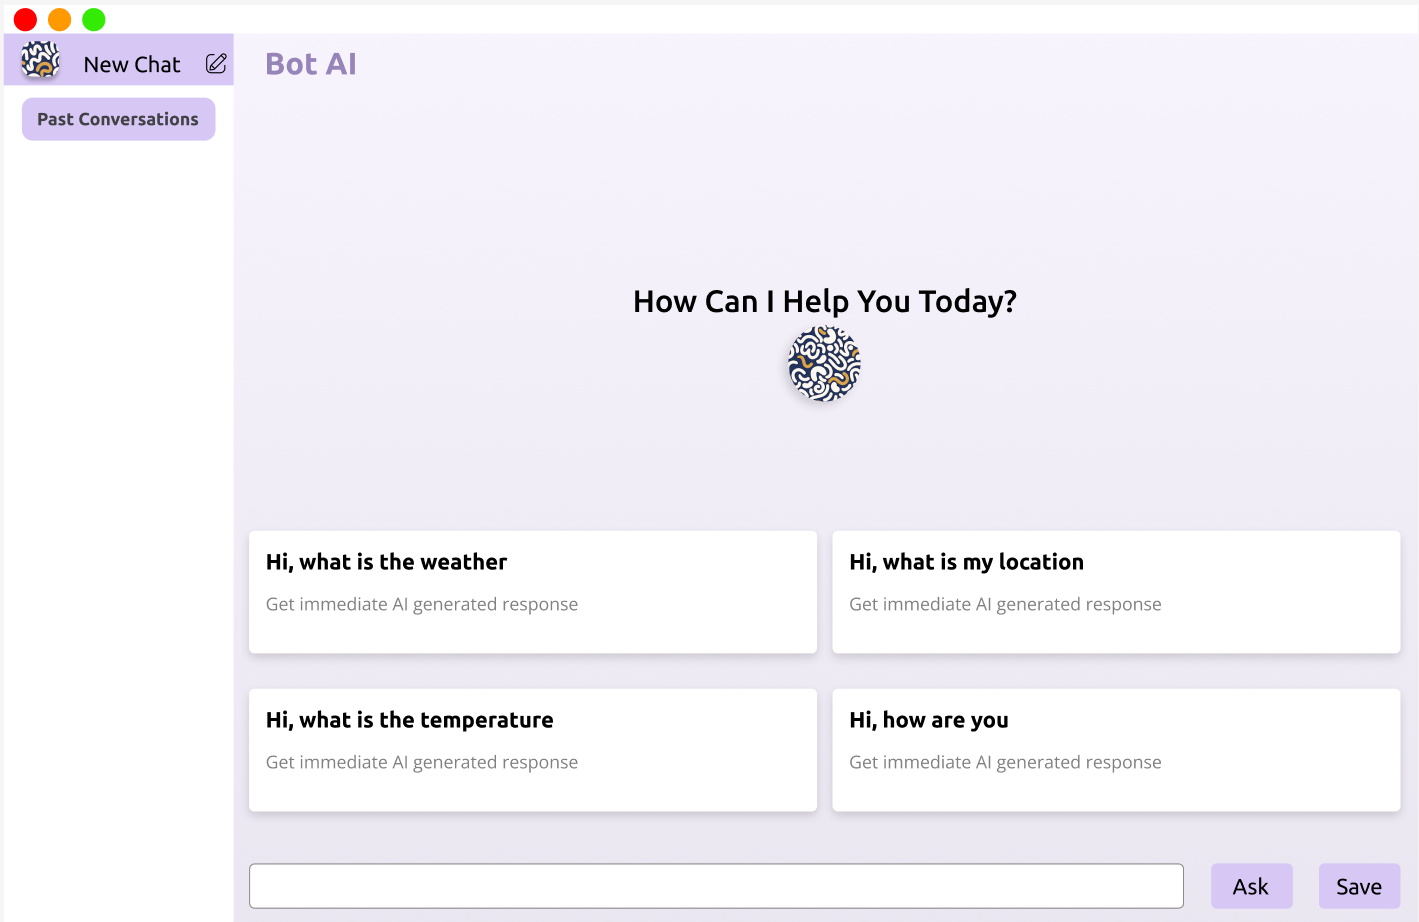 New Chat
Past Conversations
Bot AI
How Can I Help You Today?
Hi, what is the weather
Get immediate AI generated response
Hi, what is my location
Get immediate AI generated response
Hi, what is the temperature
Get immediate AI generated response
Hi, how are you
Get immediate AI generated response
Ask
Save